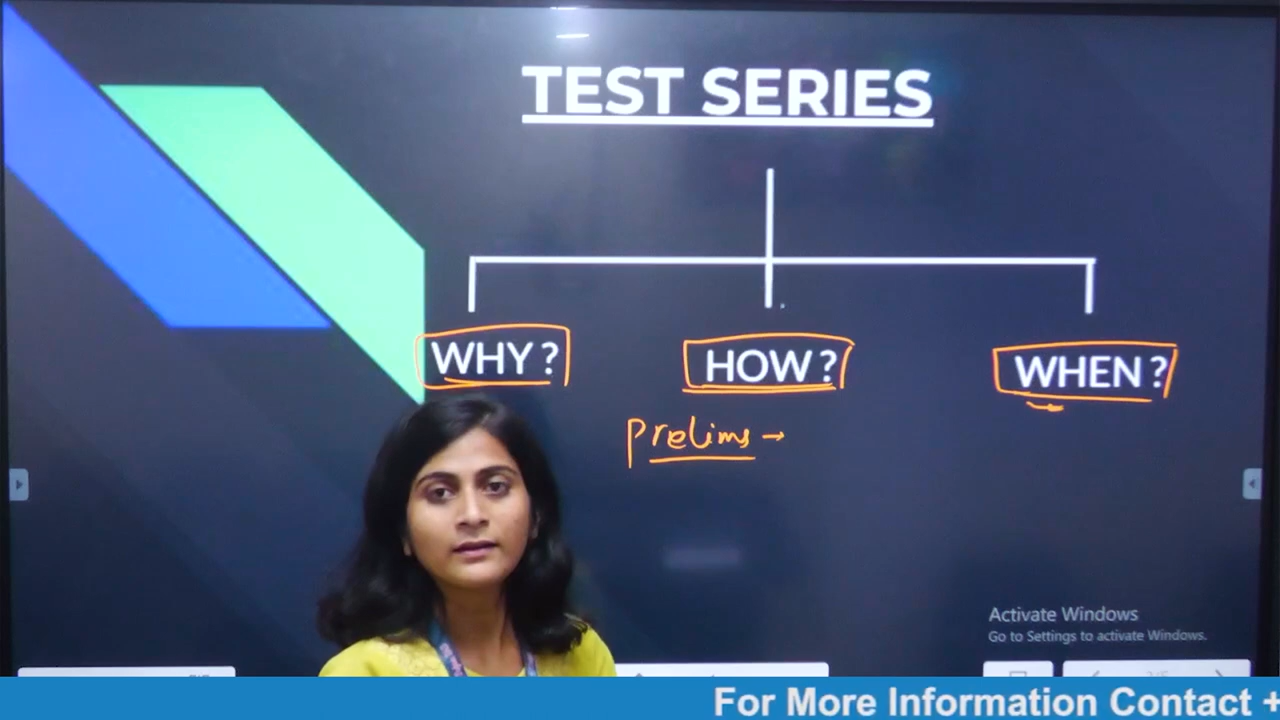 TEST SERIES
WHY? HOW? WHEN?
Prelims →
Activate Windows
Go to Settings to activate Windows.
For More Information Contact +